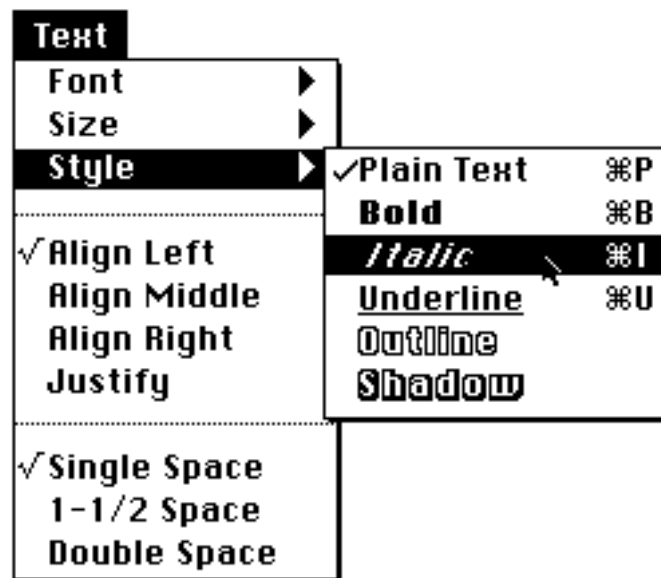 Text
Font
Size
Style
✓Plain Text ⌘P
Bold ⌘B
Italic ⌘I
Underline ⌘U
Outline
Shadow
√Align Left
Align Middle
Align Right
Justify
√Single Space
1-1/2 Space
Double Space